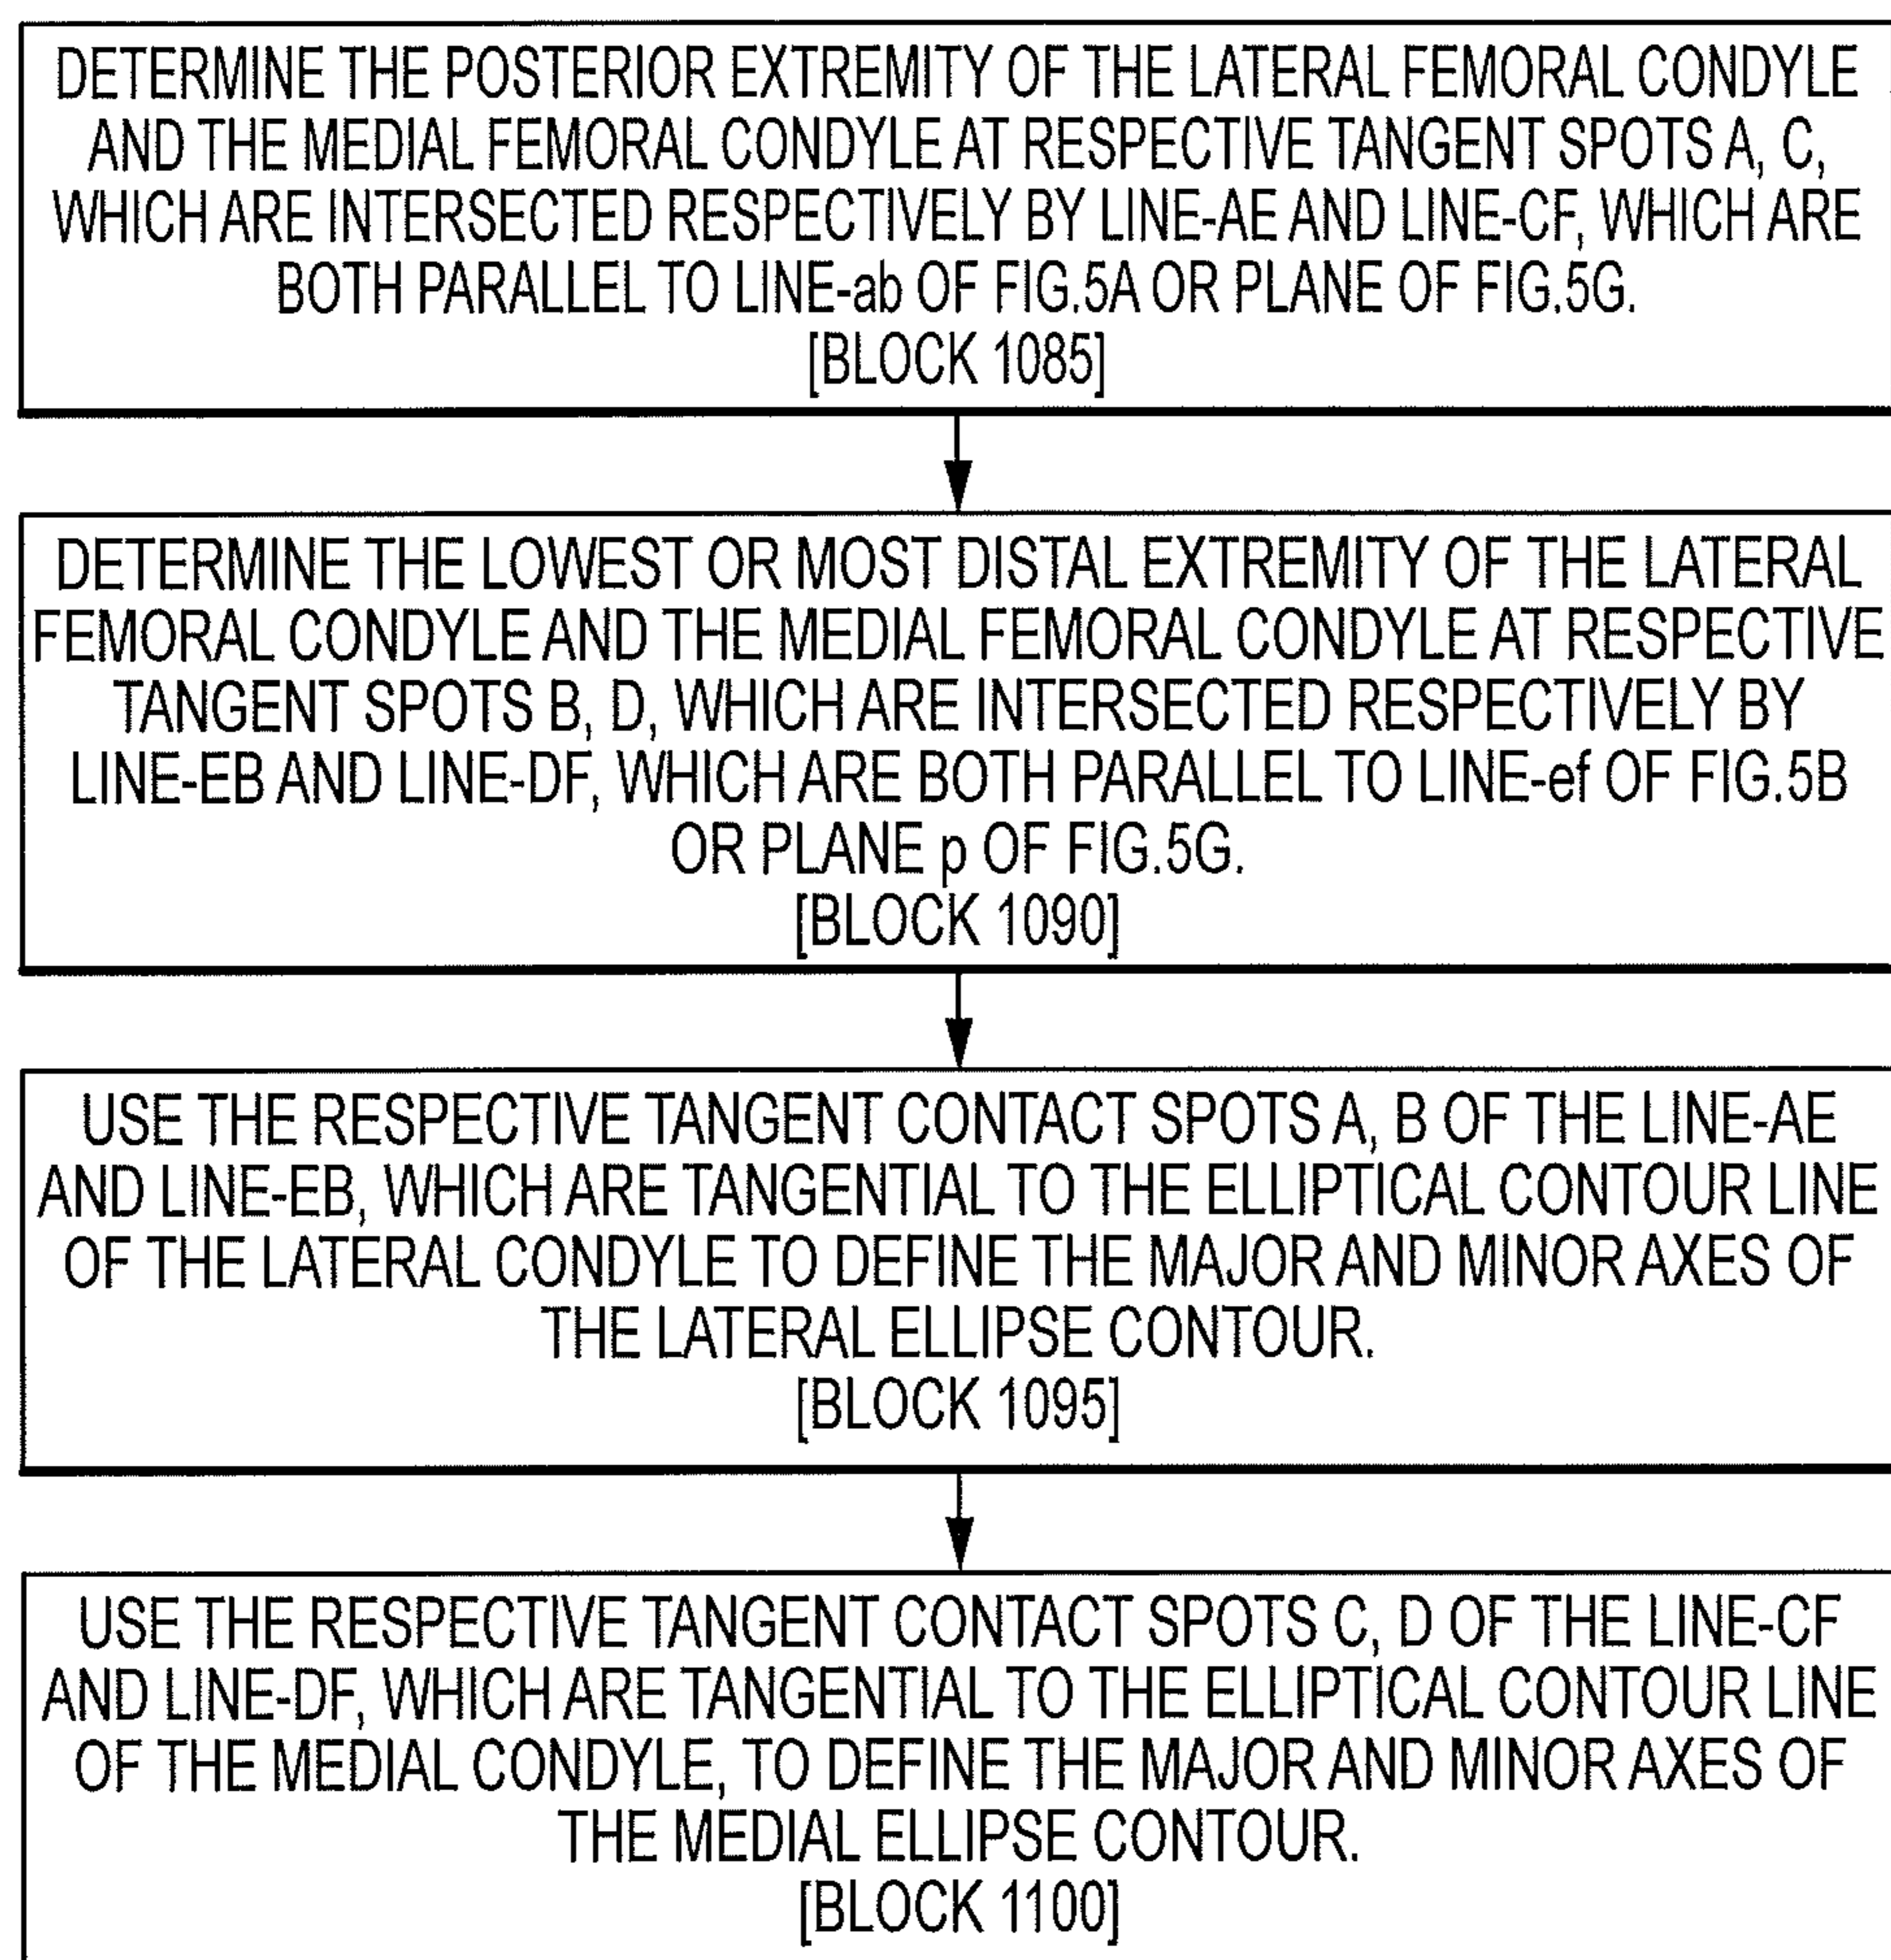 DETERMINE THE POSTERIOR EXTREMITY OF THE LATERAL FEMORAL CONDYLE
AND THE MEDIAL FEMORAL CONDYLE AT RESPECTIVE TANGENT SPOTS A, C,
WHICH ARE INTERSECTED RESPECTIVELY BY LINE-AE AND LINE-CF, WHICH ARE
BOTH PARALLEL TO LINE-ab OF FIG.5A OR PLANE OF FIG.5G.
[BLOCK 1085]
DETERMINE THE LOWEST OR MOST DISTAL EXTREMITY OF THE LATERAL
FEMORAL CONDYLE AND THE MEDIAL FEMORAL CONDYLE AT RESPECTIVE
TANGENT SPOTS B, D, WHICH ARE INTERSECTED RESPECTIVELY BY
LINE-EB AND LINE-DF, WHICH ARE BOTH PARALLEL TO LINE-ef OF FIG.5B
OR PLANE p OF FIG.5G.
[BLOCK 1090]
USE THE RESPECTIVE TANGENT CONTACT SPOTS A, B OF THE LINE-AE
AND LINE-EB, WHICH ARE TANGENTIAL TO THE ELLIPTICAL CONTOUR LINE
OF THE LATERAL CONDYLE TO DEFINE THE MAJOR AND MINOR AXES OF
THE LATERAL ELLIPSE CONTOUR.
[BLOCK 1095]
USE THE RESPECTIVE TANGENT CONTACT SPOTS C, D OF THE LINE-CF
AND LINE-DF, WHICH ARE TANGENTIAL TO THE ELLIPTICAL CONTOUR LINE
OF THE MEDIAL CONDYLE, TO DEFINE THE MAJOR AND MINOR AXES OF
THE MEDIAL ELLIPSE CONTOUR.
[BLOCK 1100]